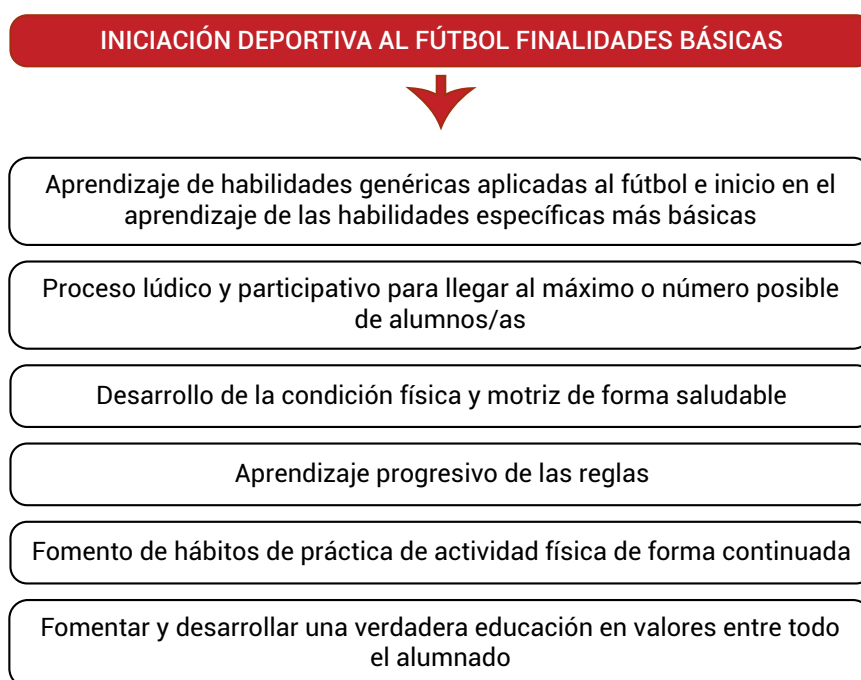 INICIACIÓN DEPORTIVA AL FÚTBOL FINALIDADES BÁSICAS
Aprendizaje de habilidades genéricas aplicadas al fútbol e inicio en el
aprendizaje de las habilidades específicas más básicas
Proceso lúdico y participativo para llegar al máximo o número posible
de alumnos/as
Desarrollo de la condición física y motriz de forma saludable
Aprendizaje progresivo de las reglas
Fomento de hábitos de práctica de actividad física de forma continuada
Fomentar y desarrollar una verdadera educación en valores entre todo
el alumnado